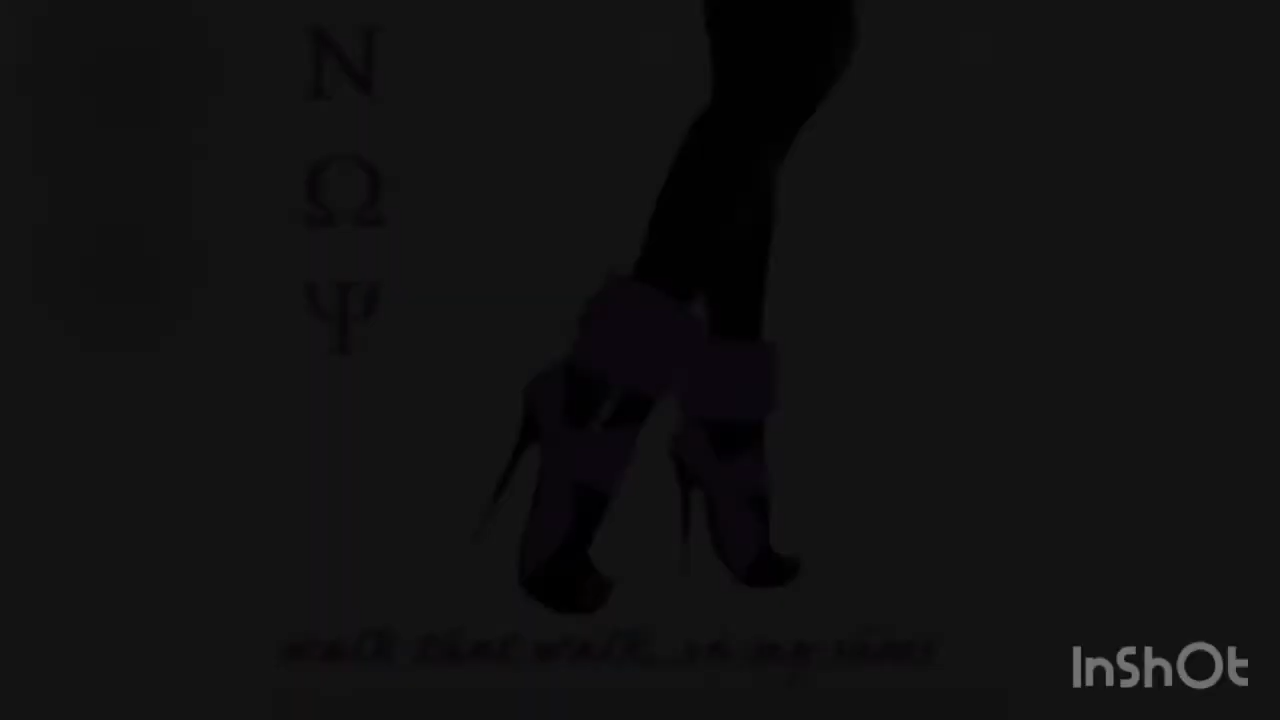 Ν
Ω
Ψ
walk that walk...in my shoes
InShOt